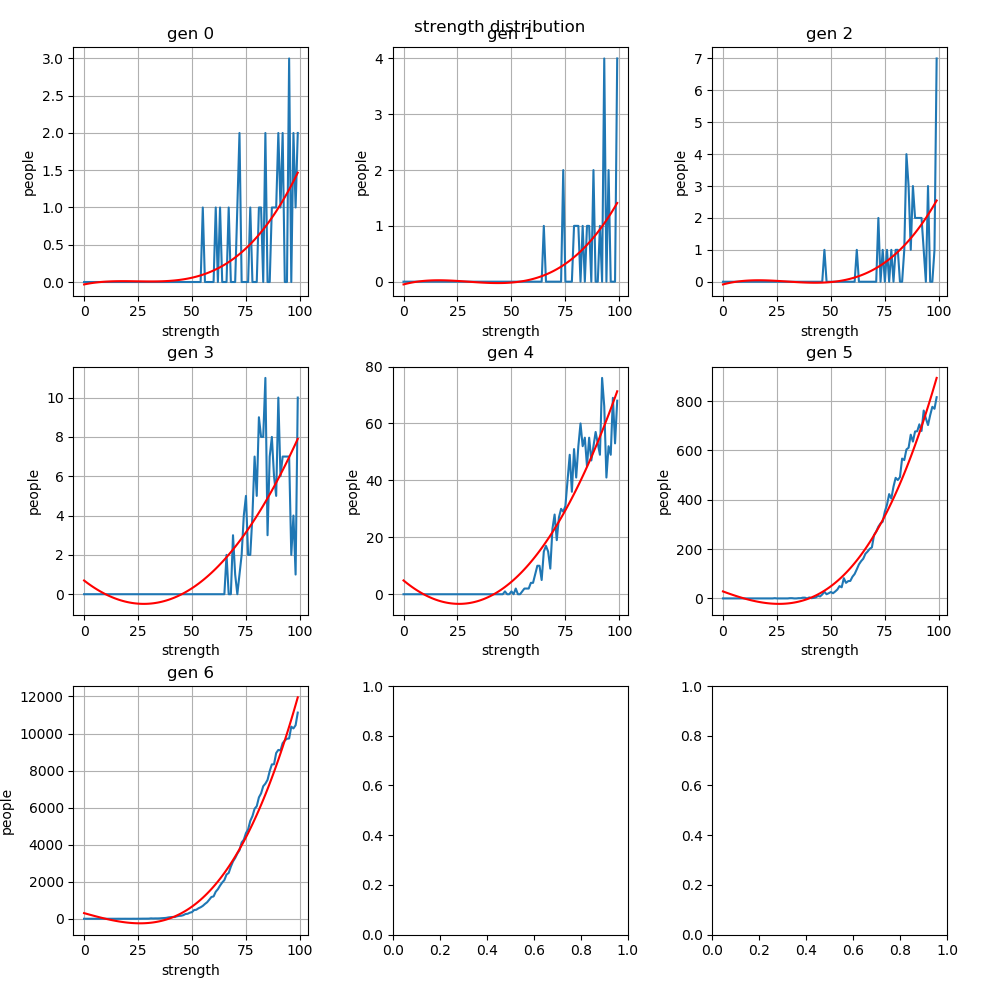 strength distribution
gen 0
3.0
2.5
2.0
1.5
1.0
0.5
0.0
people
0 25 50 75 100
strength
gen 1
4
3
2
1
0
people
0 25 50 75 100
strength
gen 2
7
6
5
4
3
2
1
0
people
0 25 50 75 100
strength
gen 3
10
8
6
4
2
0
people
0 25 50 75 100
strength
gen 4
80
60
40
20
0
people
0 25 50 75 100
strength
gen 5
800
600
400
200
0
people
0 25 50 75 100
strength
gen 6
12000
10000
8000
6000
4000
2000
0
people
0 25 50 75 100
strength
1.0
0.8
0.6
0.4
0.2
0.0
0.0 0.2 0.4 0.6 0.8 1.0
1.0
0.8
0.6
0.4
0.2
0.0
0.0 0.2 0.4 0.6 0.8 1.0